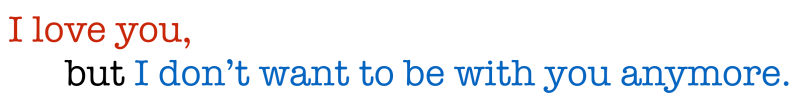 I love you,
but I don’t want to be with you anymore.